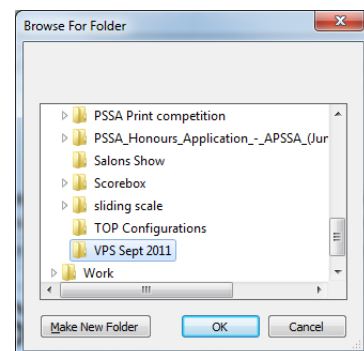 Browse For Folder
PSSA Print competition
PSSA_Honours_Application_-_APSSA_(Jur
Salons Show
Scorebox
sliding scale
TOP Configurations
VPS Sept 2011
Work
Make New Folder OK Cancel